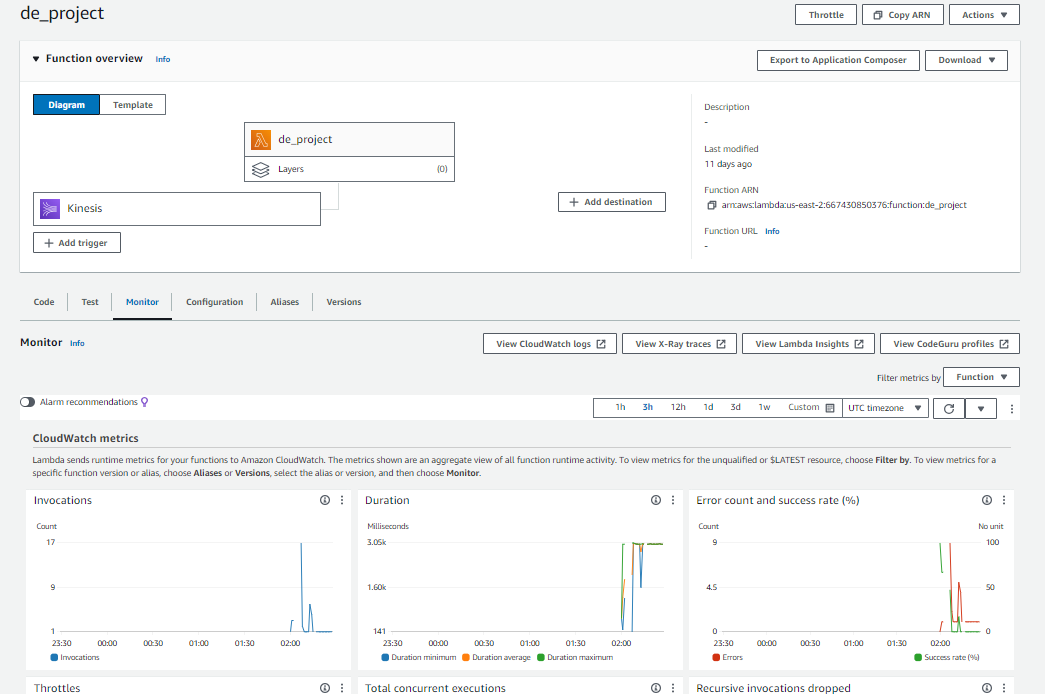 de_project
Throttle
Copy ARN
Actions
Function overview Info
Export to Application Composer
Download
Diagram
Template
de_project
Layers
(0)
Kinesis
Add trigger
Add destination
Description
-
Last modified
11 days ago
Function ARN
arn:aws:lambda:us-east-2:667430850376:function:de_project
Function URL Info
-
Code
Test
Monitor
Configuration
Aliases
Versions
Monitor Info
View CloudWatch logs
View X-Ray traces
View Lambda Insights
View CodeGuru profiles
Filter metrics by
Function
Alarm recommendations
1h
3h
12h
1d
3d
1w
Custom
UTC timezone
CloudWatch metrics
Lambda sends runtime metrics for your functions to Amazon CloudWatch. The metrics shown are an aggregate view of all function runtime activity. To view metrics for the unqualified or $LATEST resource, choose Filter by. To view metrics for a
specific function version or alias, choose Aliases or Versions, select the alias or version, and then choose Monitor.
Invocations
Count
17
9
1
23:30 00:00 00:30 01:00 01:30 02:00
Invocations
Duration
Milliseconds
3.05k
1.60k
141
23:30 00:00 00:30 01:00 01:30 02:00
Duration minimum Duration average Duration maximum
Error count and success rate (%)
Count No unit
9 100
4.5 50
0 0
23:30 00:00 00:30 01:00 01:30 02:00
Errors Success rate (%)
Throttles
Total concurrent executions
Recursive invocations dropped